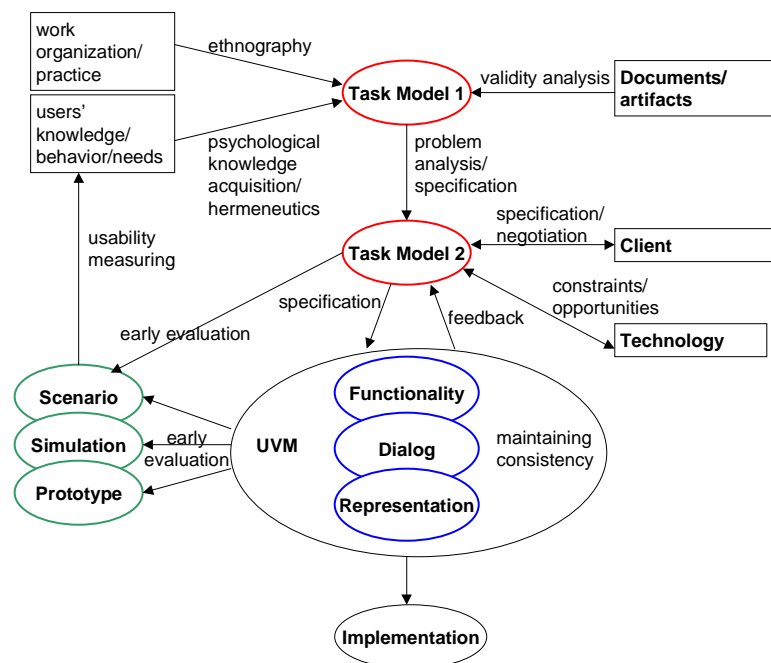 work
organization/
practice
ethnography
Task Model 1
validity analysis
Documents/
artifacts
users'
knowledge/
behavior/needs
psychological
knowledge
acquisition/
hermeneutics
problem
analysis/
specification
usability
measuring
Task Model 2
specification/
negotiation
Client
constraints/
opportunities
Technology
specification
feedback
early evaluation
Scenario
Simulation
Prototype
early
evaluation
UVM
Functionality
Dialog
Representation
maintaining
consistency
Implementation